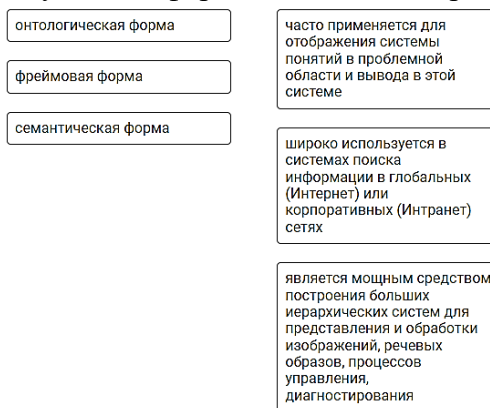 онтологическая форма
фреймовая форма
семантическая форма
часто применяется для
отображения системы
понятий в проблемной
области и вывода в этой
системе
широко используется в
системах поиска
информации в глобальных
(Интернет) или
корпоративных (Интранет)
сетях
является мощным средством
построения больших
иерархических систем для
представления и обработки
изображений, речевых
образов, процессов
управления,
диагностирования